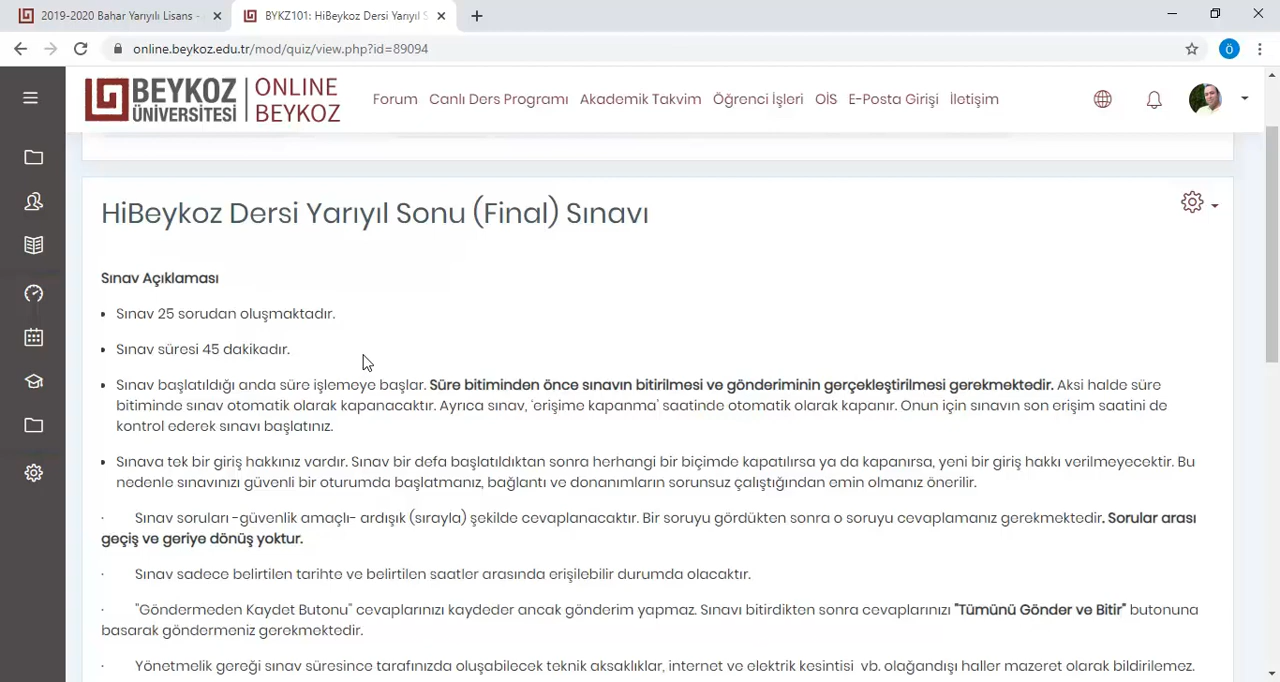 2019-2020 Bahar Yarıyılı Lisans -
BYKZ101: HiBeykoz Dersi Yarıyıl S
online.beykoz.edu.tr/mod/quiz/view.php?id=89094
Ö
BEYKOZ ÜNİVERSİTESİ
ONLINE BEYKOZ
Forum Canlı Ders Programı Akademik Takvim Öğrenci İşleri OİS E-Posta Girişi İletişim
HiBeykoz Dersi Yarıyıl Sonu (Final) Sınavı
Sınav Açıklaması
• Sınav 25 sorudan oluşmaktadır.
• Sınav süresi 45 dakikadır.
• Sınav başlatıldığı anda süre işlemeye başlar. Süre bitiminden önce sınavın bitirilmesi ve gönderiminin gerçekleştirilmesi gerekmektedir. Aksi halde süre
bitiminde sınav otomatik olarak kapanacaktır. Ayrıca sınav, 'erişime kapanma' saatinde otomatik olarak kapanır. Onun için sınavın son erişim saatini de
kontrol ederek sınavı başlatınız.
• Sınava tek bir giriş hakkınız vardır. Sınav bir defa başlatıldıktan sonra herhangi bir biçimde kapatılırsa ya da kapanırsa, yeni bir giriş hakkı verilmeyecektir. Bu
nedenle sınavınızı güvenli bir oturumda başlatmanız, bağlantı ve donanımların sorunsuz çalıştığından emin olmanız önerilir.
· Sınav soruları -güvenlik amaçlı- ardışık (sırayla) şekilde cevaplanacaktır. Bir soruyu gördükten sonra o soruyu cevaplamanız gerekmektedir. Sorular arası
geçiş ve geriye dönüş yoktur.
· Sınav sadece belirtilen tarihte ve belirtilen saatler arasında erişilebilir durumda olacaktır.
· "Göndermeden Kaydet Butonu" cevaplarınızı kaydeder ancak gönderim yapmaz. Sınavı bitirdikten sonra cevaplarınızı "Tümünü Gönder ve Bitir" butonuna
basarak göndermeniz gerekmektedir.
· Yönetmelik gereği sınav süresince tarafınızda oluşabilecek teknik aksaklıklar, internet ve elektrik kesintisi vb. olağandışı haller mazeret olarak bildirilemez.